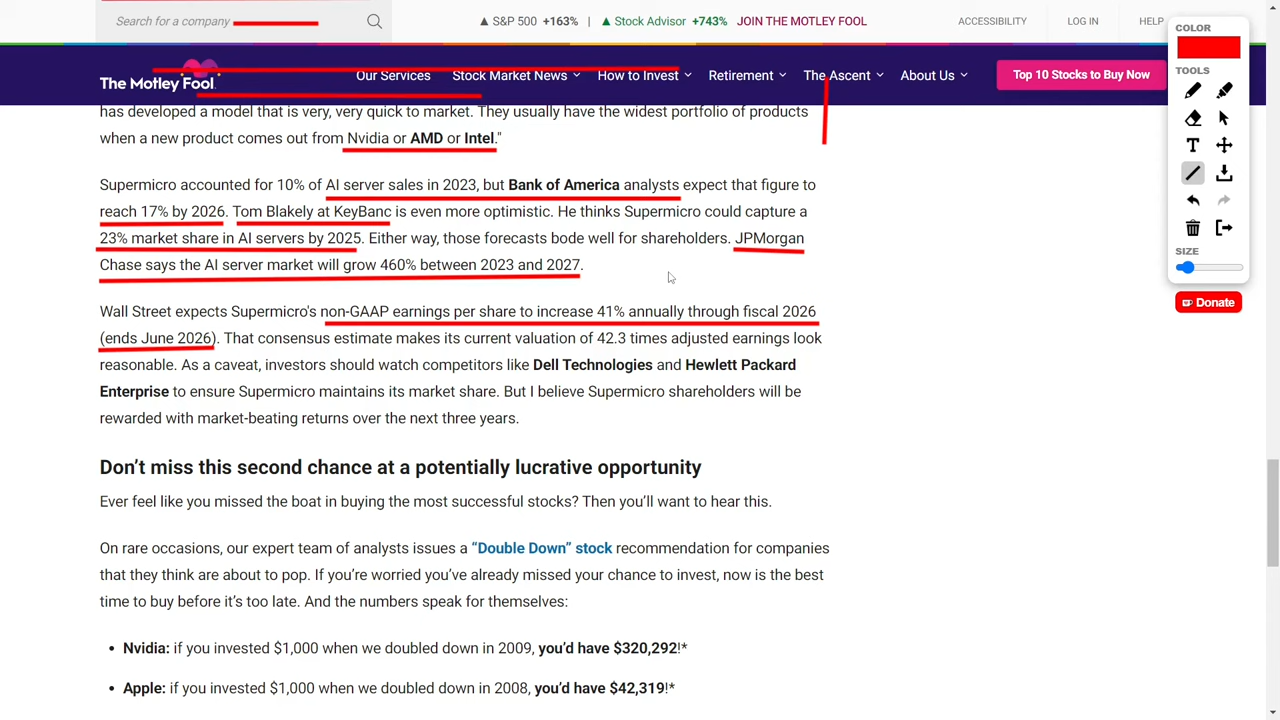 Search for a company
▲ S&P 500 +163% | ▲ Stock Advisor +743% JOIN THE MOTLEY FOOL
ACCESSIBILITY LOG IN HELP
The Motley Fool
Our Services Stock Market News How to Invest Retirement The Ascent About Us
Top 10 Stocks to Buy Now
COLOR
TOOLS
T
SIZE
Donate
has developed a model that is very, very quick to market. They usually have the widest portfolio of products
when a new product comes out from Nvidia or AMD or Intel."
Supermicro accounted for 10% of AI server sales in 2023, but Bank of America analysts expect that figure to
reach 17% by 2026. Tom Blakely at KeyBanc is even more optimistic. He thinks Supermicro could capture a
23% market share in AI servers by 2025. Either way, those forecasts bode well for shareholders. JPMorgan
Chase says the AI server market will grow 460% between 2023 and 2027.
Wall Street expects Supermicro's non-GAAP earnings per share to increase 41% annually through fiscal 2026
(ends June 2026). That consensus estimate makes its current valuation of 42.3 times adjusted earnings look
reasonable. As a caveat, investors should watch competitors like Dell Technologies and Hewlett Packard
Enterprise to ensure Supermicro maintains its market share. But I believe Supermicro shareholders will be
rewarded with market-beating returns over the next three years.
Don't miss this second chance at a potentially lucrative opportunity
Ever feel like you missed the boat in buying the most successful stocks? Then you'll want to hear this.
On rare occasions, our expert team of analysts issues a "Double Down" stock recommendation for companies
that they think are about to pop. If you're worried you've already missed your chance to invest, now is the best
time to buy before it's too late. And the numbers speak for themselves:
• Nvidia: if you invested $1,000 when we doubled down in 2009, you'd have $320,292!*
• Apple: if you invested $1,000 when we doubled down in 2008, you'd have $42,319!*